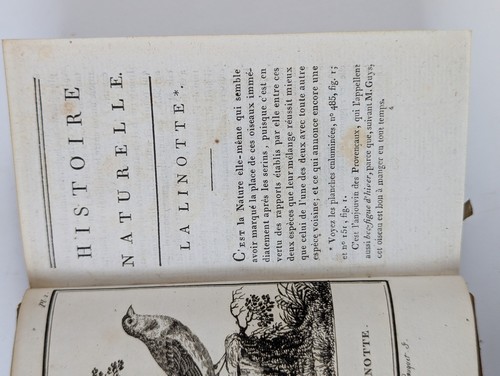 HISTOIRE
NATURELLE.
LA LINOTTE*.
C'EST la Nature elle-même qui semble
avoir marqué la place de ces oiseaux immé-
diatement après les serins, puisque c'est en
vertu des rapports établis par elle entre ces
deux espèces que leur mélange réussit mieux
que celui de l'une des deux avec toute autre
espèce voisine; et ce qui annonce encore une
* Voyez les planches enluminées, n° 485, fig. 1;
et n° 151, fig. 1.
C'est l'anjouvin des Provençaux, qui l'appellent
aussi becfigue d'hiver, parce que, suivant M. Guys,
cet oiseau est bon à manger en tout temps.
INOTTE.